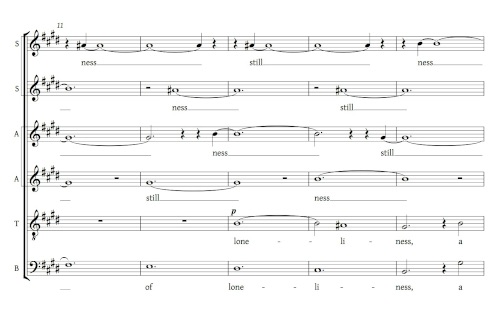 11
S
ness still ness
S
ness still
A
ness still
A
still ness
p
T
lone - - li - ness, a
B
of lone - - li - ness, a